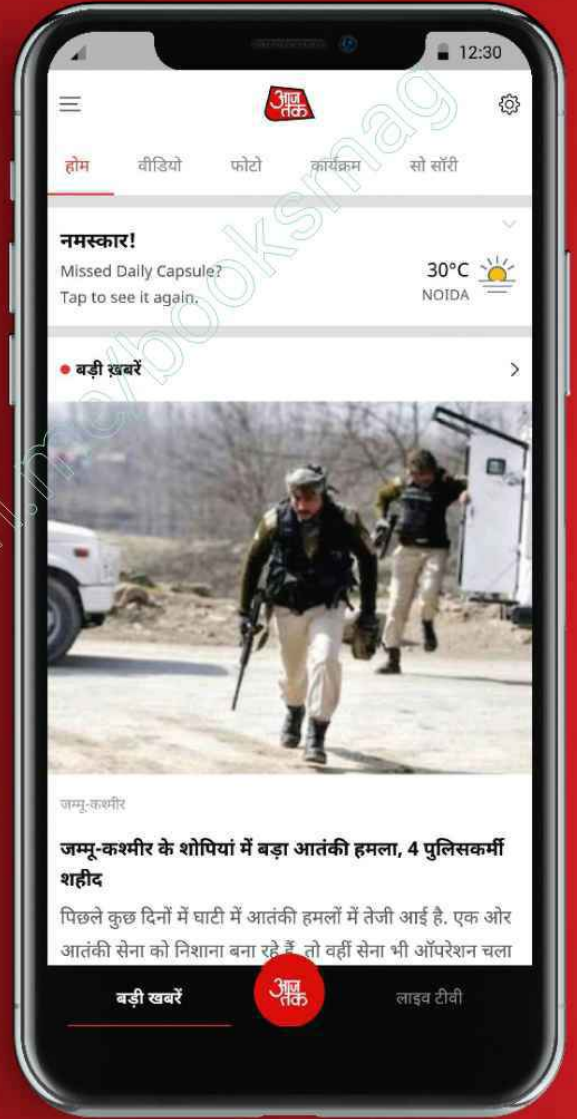 12:30
आज
तक
होम वीडियो फोटो कार्यक्रम सो सॉरी
नमस्कार!
Missed Daily Capsule?
Tap to see it again.
30°C
NOIDA
• बड़ी ख़बरें
जम्मू-कश्मीर
जम्मू-कश्मीर के शोपियां में बड़ा आतंकी हमला, 4 पुलिसकर्मी
शहीद
पिछले कुछ दिनों में घाटी में आतंकी हमलों में तेजी आई है. एक ओर
आतंकी सेना को निशाना बना रहे हैं, तो वहीं सेना भी ऑपरेशन चला
बड़ी खबरें
आज
तक
लाइव टीवी
.me/booksmag